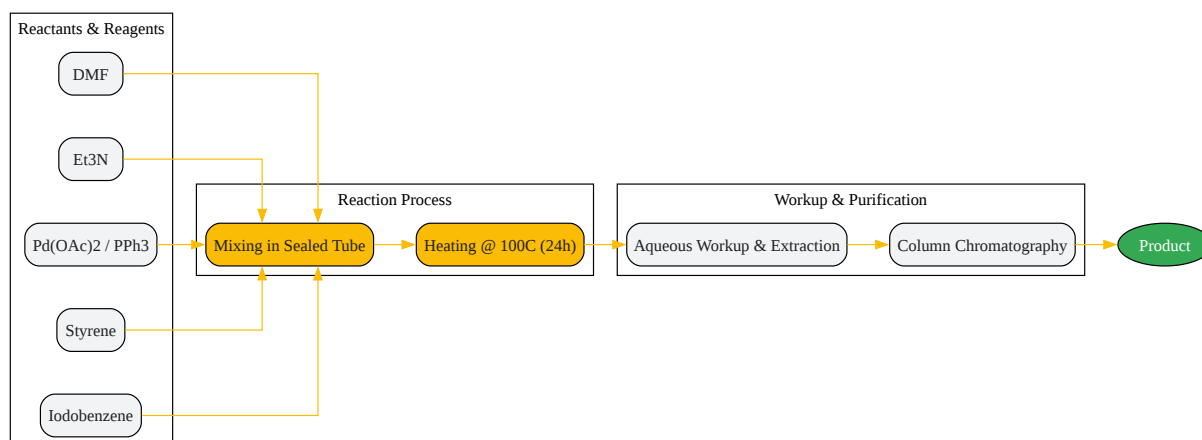 Reactants & Reagents
DMF
Et3N
Pd(OAc)2 / PPh3
Styrene
Iodobenzene
Reaction Process
Mixing in Sealed Tube
Heating @ 100C (24h)
Workup & Purification
Aqueous Workup & Extraction
Column Chromatography
Product